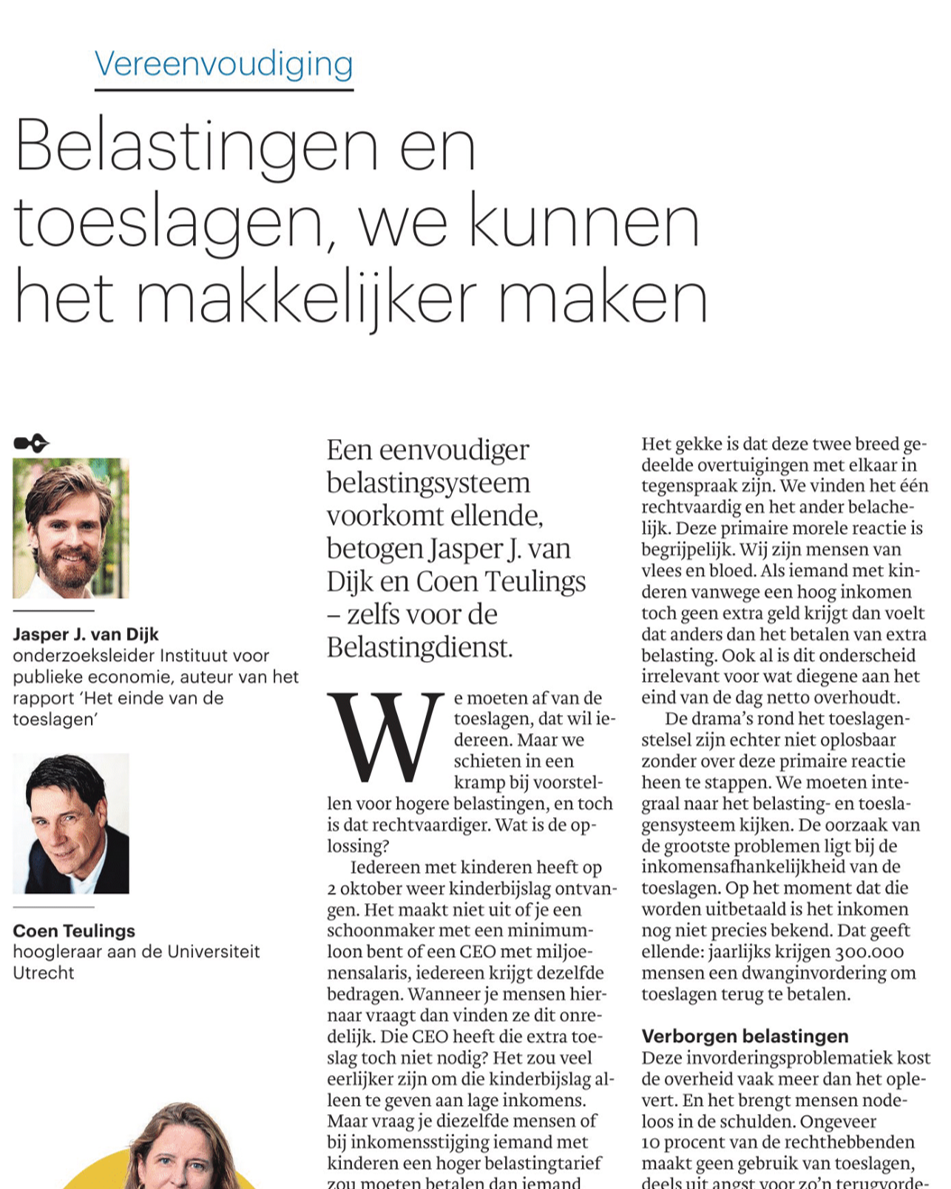 Vereenvoudiging
Belastingen en
toeslagen, we kunnen
het makkelijker maken
Jasper J. van Dijk
onderzoeksleider Instituut voor
publieke economie, auteur van het
rapport ‘Het einde van de
toeslagen’
Coen Teulings
hoogleraar aan de Universiteit
Utrecht
Een eenvoudiger
belastingsysteem
voorkomt ellende,
betogen Jasper J. van
Dijk en Coen Teulings
– zelfs voor de
Belastingdienst.
We moeten af van de
toeslagen, dat wil ie-
dereen. Maar we
schieten in een
kramp bij voorstel-
len voor hogere belastingen, en toch
is dat rechtvaardiger. Wat is de op-
lossing?
Iedereen met kinderen heeft op
2 oktober weer kinderbijslag ontvan-
gen. Het maakt niet uit of je een
schoonmaker met een minimum-
loon bent of een CEO met miljoe-
nensalaris, iedereen krijgt dezelfde
bedragen. Wanneer je mensen hier-
naar vraagt dan vinden ze dit onre-
delijk. Die CEO heeft die extra toe-
slag toch niet nodig? Het zou veel
eerlijker zijn om die kinderbijslag al-
leen te geven aan lage inkomens.
Maar vraag je diezelfde mensen of
bij inkomensstijging iemand met
kinderen een hoger belastingtarief
zou moeten betalen dan iemand
Het gekke is dat deze twee breed ge-
deelde overtuigingen met elkaar in
tegenspraak zijn. We vinden het één
rechtvaardig en het ander belache-
lijk. Deze primaire morele reactie is
begrijpelijk. Wij zijn mensen van
vlees en bloed. Als iemand met kin-
deren vanwege een hoog inkomen
toch geen extra geld krijgt dan voelt
dat anders dan het betalen van extra
belasting. Ook al is dit onderscheid
irrelevant voor wat diegene aan het
eind van de dag netto overhoudt.
De drama’s rond het toeslagen-
stelsel zijn echter niet oplosbaar
zonder over deze primaire reactie
heen te stappen. We moeten inte-
graal naar het belasting- en toesla-
gensysteem kijken. De oorzaak van
de grootste problemen ligt bij de
inkomensafhankelijkheid van de
toeslagen. Op het moment dat die
worden uitbetaald is het inkomen
nog niet precies bekend. Dat geeft
ellende: jaarlijks krijgen 300.000
mensen een dwanginvordering om
toeslagen terug te betalen.
Verborgen belastingen
Deze invorderingsproblematiek kost
de overheid vaak meer dan het ople-
vert. En het brengt mensen node-
loos in de schulden. Ongeveer
10 procent van de rechthebbenden
maakt geen gebruik van toeslagen,
deels uit angst voor zo’n terugvorde-